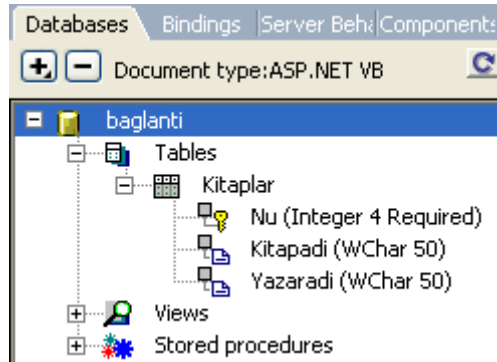 Databases Bindings Server Beha Components
Document type:ASP.NET VB
baglanti
Tables
Kitaplar
Nu (Integer 4 Required)
Kitapadi (WChar 50)
Yazaradi (WChar 50)
Views
Stored procedures